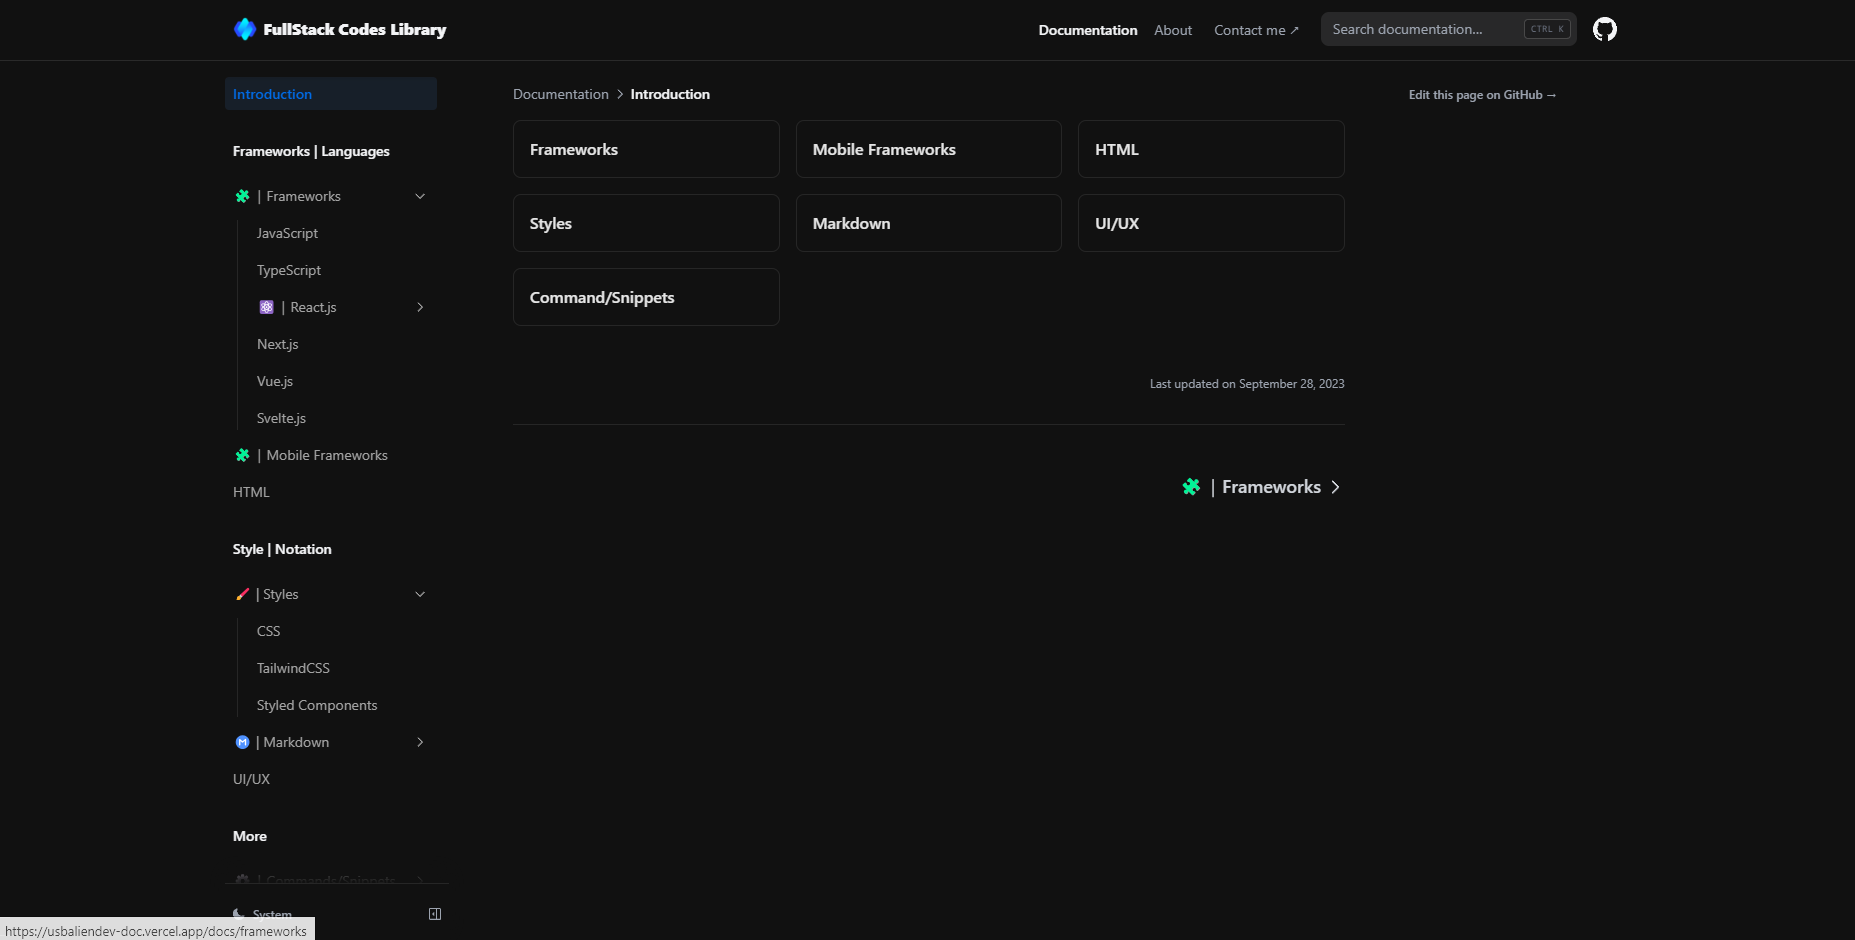 FullStack Codes Library
Documentation About Contact me ↗ Search documentation... CTRL K
Introduction
Frameworks | Languages
| Frameworks
JavaScript
TypeScript
| React.js
Next.js
Vue.js
Svelte.js
| Mobile Frameworks
HTML
Style | Notation
| Styles
CSS
TailwindCSS
Styled Components
M | Markdown
UI/UX
More
| Commands/Snippets
System
Documentation > Introduction
Edit this page on GitHub →
Frameworks Mobile Frameworks HTML
Styles Markdown UI/UX
Command/Snippets
Last updated on September 28, 2023
| Frameworks >
https://usbaliendev-doc.vercel.app/docs/frameworks